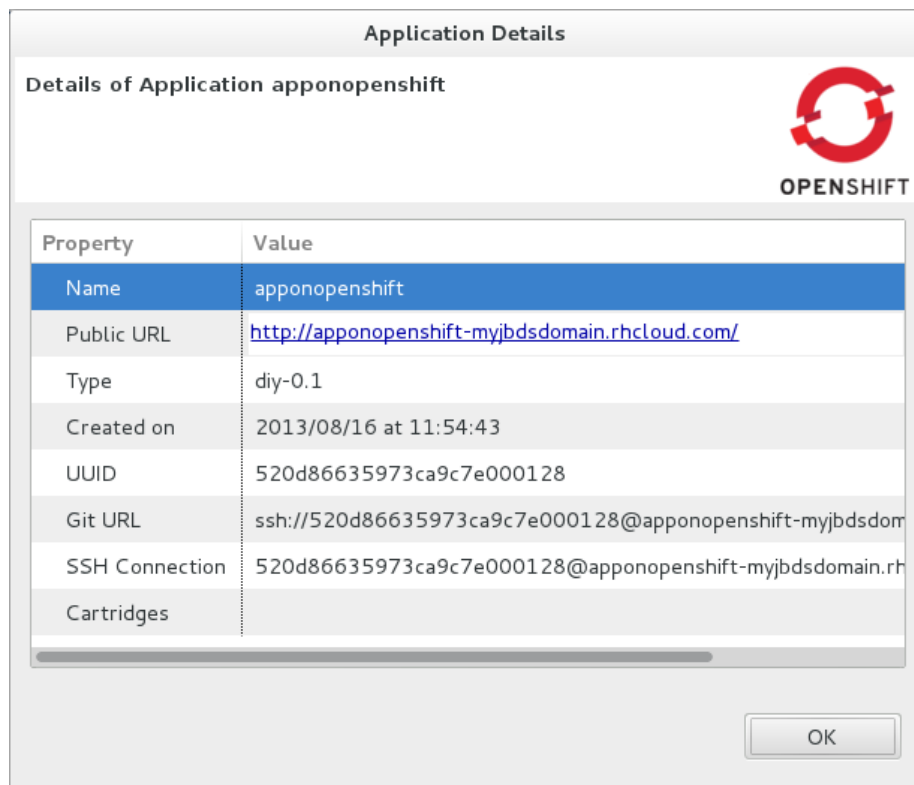 Application Details
Details of Application apponopenshift
OPENSHIFT
Property Value
Name apponopenshift
Public URL http://apponopenshift-myjbdsdomain.rhcloud.com/
Type diy-0.1
Created on 2013/08/16 at 11:54:43
UUID 520d86635973ca9c7e000128
Git URL ssh://520d86635973ca9c7e000128@apponopenshift-myjbdsdom
SSH Connection 520d86635973ca9c7e000128@apponopenshift-myjbdsdomain.rh
Cartridges
OK